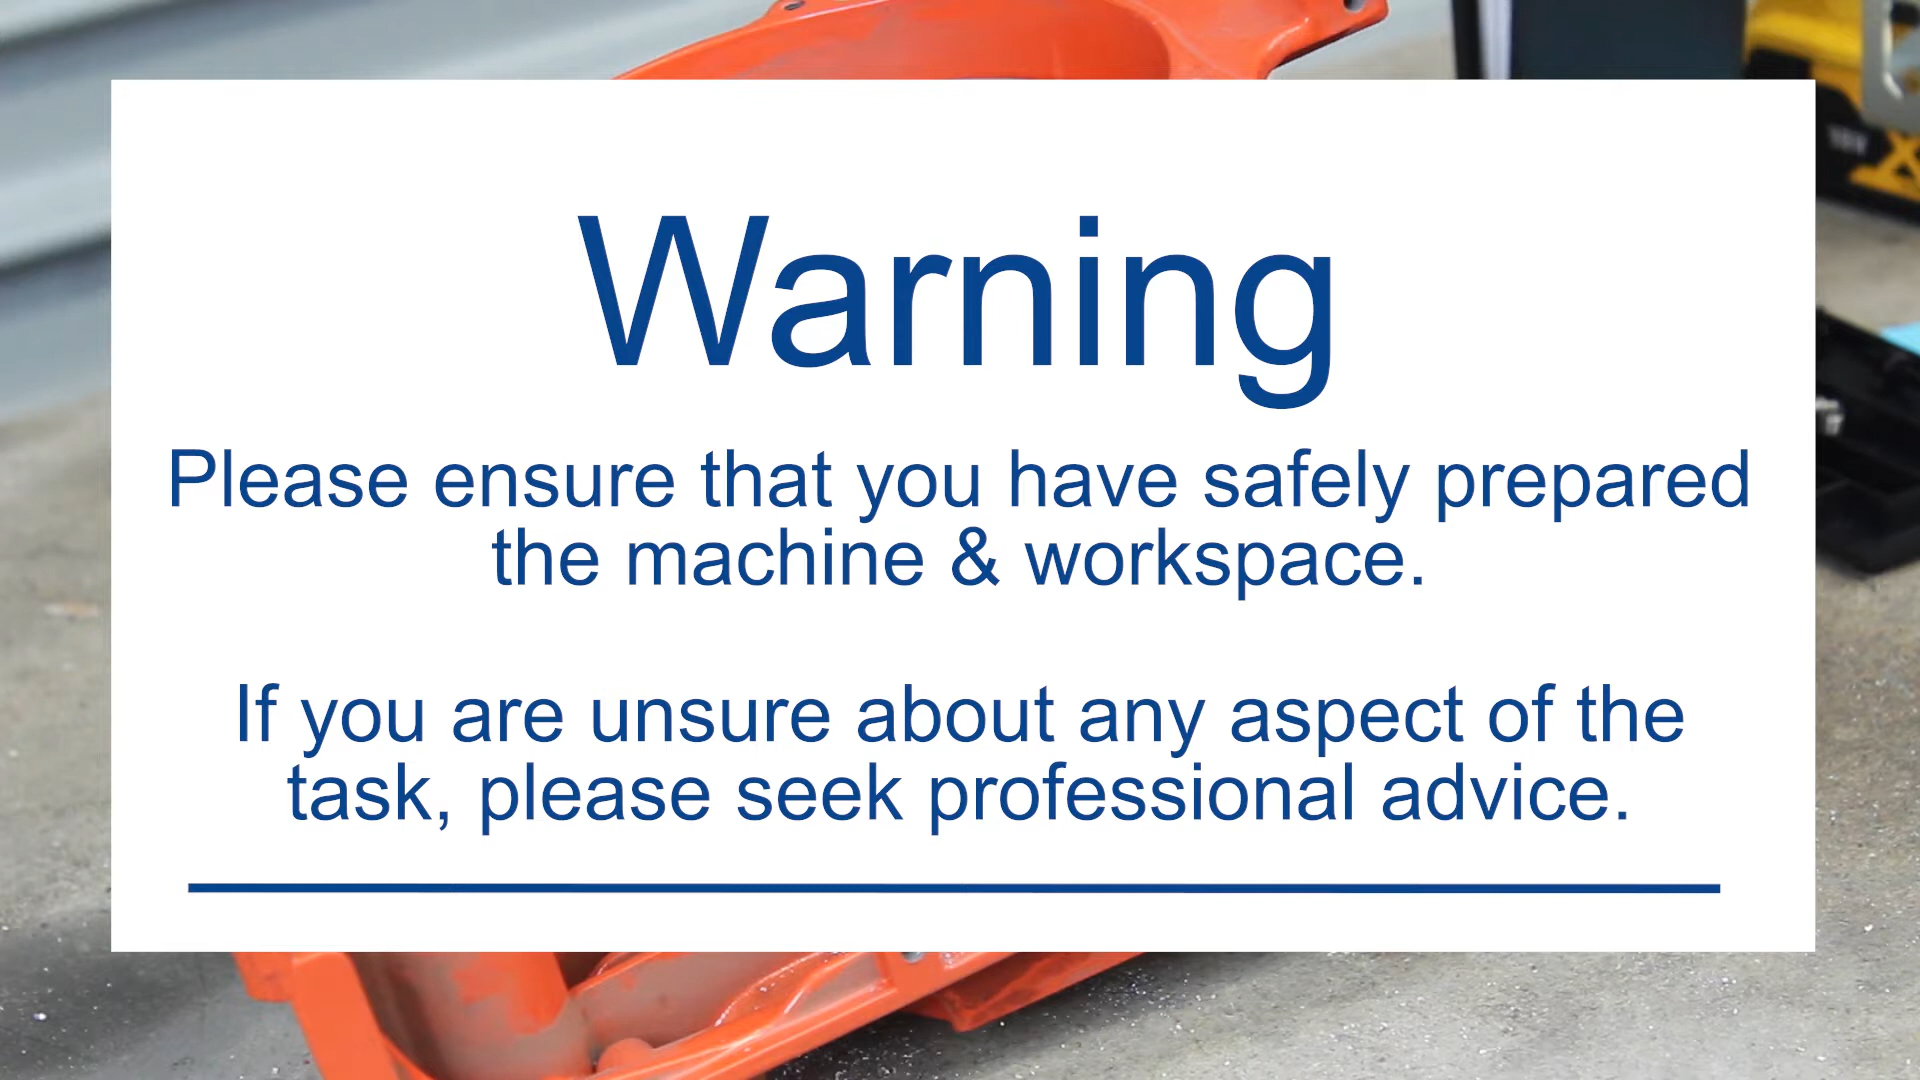 Warning
Please ensure that you have safely prepared
the machine & workspace.
If you are unsure about any aspect of the
task, please seek professional advice.